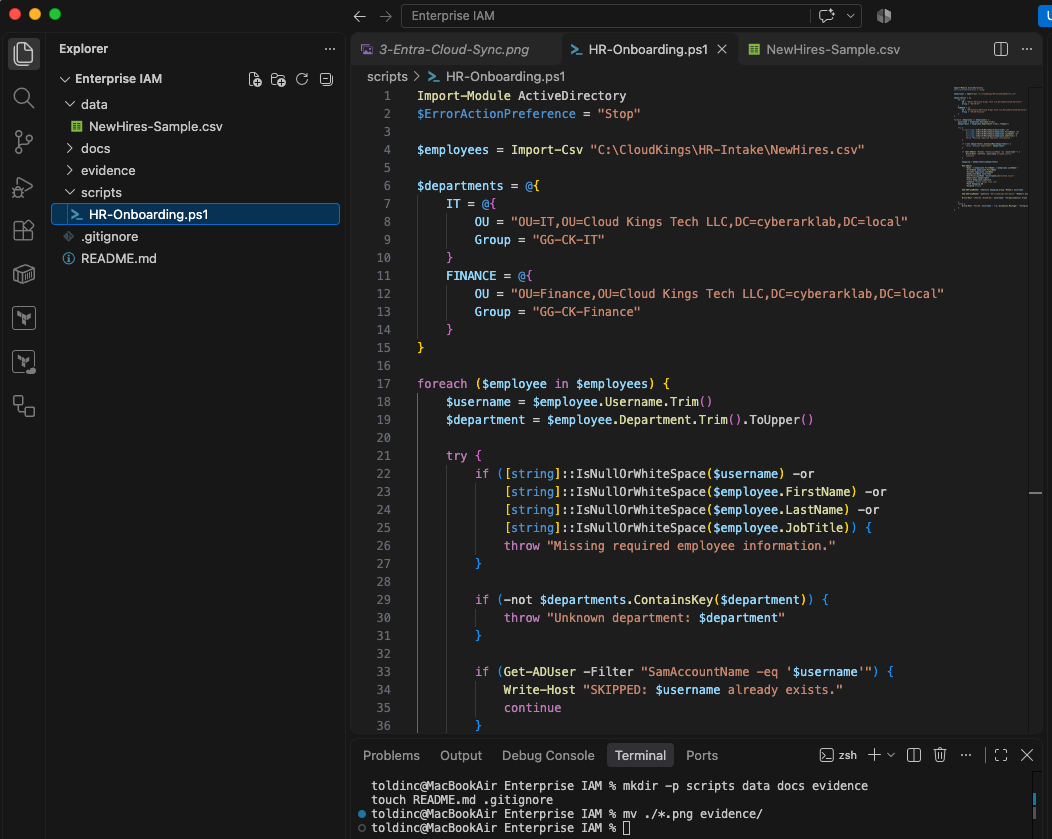 Enterprise IAM
Explorer
Enterprise IAM
data
NewHires-Sample.csv
docs
evidence
scripts
HR-Onboarding.ps1
.gitignore
README.md
3-Entra-Cloud-Sync.png
HR-Onboarding.ps1
NewHires-Sample.csv
scripts > HR-Onboarding.ps1
1 Import-Module ActiveDirectory
2 $ErrorActionPreference = "Stop"
3
4 $employees = Import-Csv "C:\CloudKings\HR-Intake\NewHires.csv"
5
6 $departments = @{
7     IT = @{
8         OU = "OU=IT,OU=Cloud Kings Tech LLC,DC=cyberarklab,DC=local"
9         Group = "GG-CK-IT"
10     }
11     FINANCE = @{
12         OU = "OU=Finance,OU=Cloud Kings Tech LLC,DC=cyberarklab,DC=local"
13         Group = "GG-CK-Finance"
14     }
15 }
16
17 foreach ($employee in $employees) {
18     $username = $employee.Username.Trim()
19     $department = $employee.Department.Trim().ToUpper()
20
21     try {
22         if ([string]::IsNullOrWhiteSpace($username) -or
23             [string]::IsNullOrWhiteSpace($employee.FirstName) -or
24             [string]::IsNullOrWhiteSpace($employee.LastName) -or
25             [string]::IsNullOrWhiteSpace($employee.JobTitle)) {
26             throw "Missing required employee information."
27         }
28
29         if (-not $departments.ContainsKey($department)) {
30             throw "Unknown department: $department"
31         }
32
33         if (Get-ADUser -Filter "SamAccountName -eq '$username'") {
34             Write-Host "SKIPPED: $username already exists."
35             continue
36         }
Problems Output Debug Console Terminal Ports
zsh
toldinc@MacBookAir Enterprise IAM % mkdir -p scripts data docs evidence
touch README.md .gitignore
toldinc@MacBookAir Enterprise IAM % mv ./*.png evidence/
toldinc@MacBookAir Enterprise IAM %